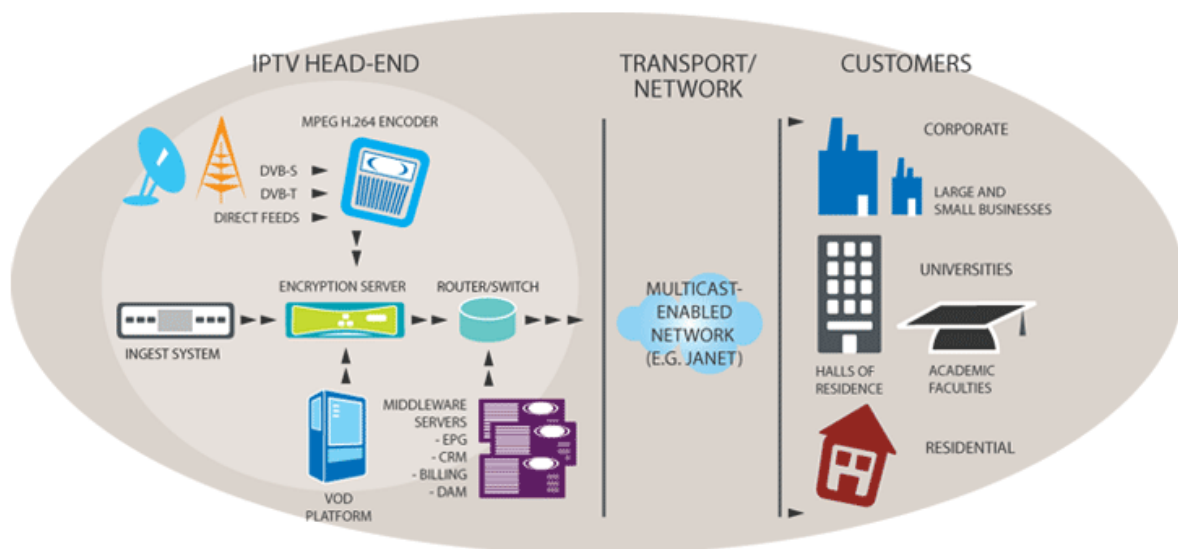 IPTV HEAD-END
MPEG H.264 ENCODER
DVB-S
DVB-T
DIRECT FEEDS
ENCRYPTION SERVER
ROUTER/SWITCH
INGEST SYSTEM
VOD
PLATFORM
MIDDLEWARE
SERVERS
- EPG
- CRM
- BILLING
- DAM
TRANSPORT/
NETWORK
MULTICAST-
ENABLED
NETWORK
(E.G. JANET)
CUSTOMERS
CORPORATE
LARGE AND
SMALL BUSINESSES
UNIVERSITIES
HALLS OF
RESIDENCE
ACADEMIC
FACULTIES
RESIDENTIAL